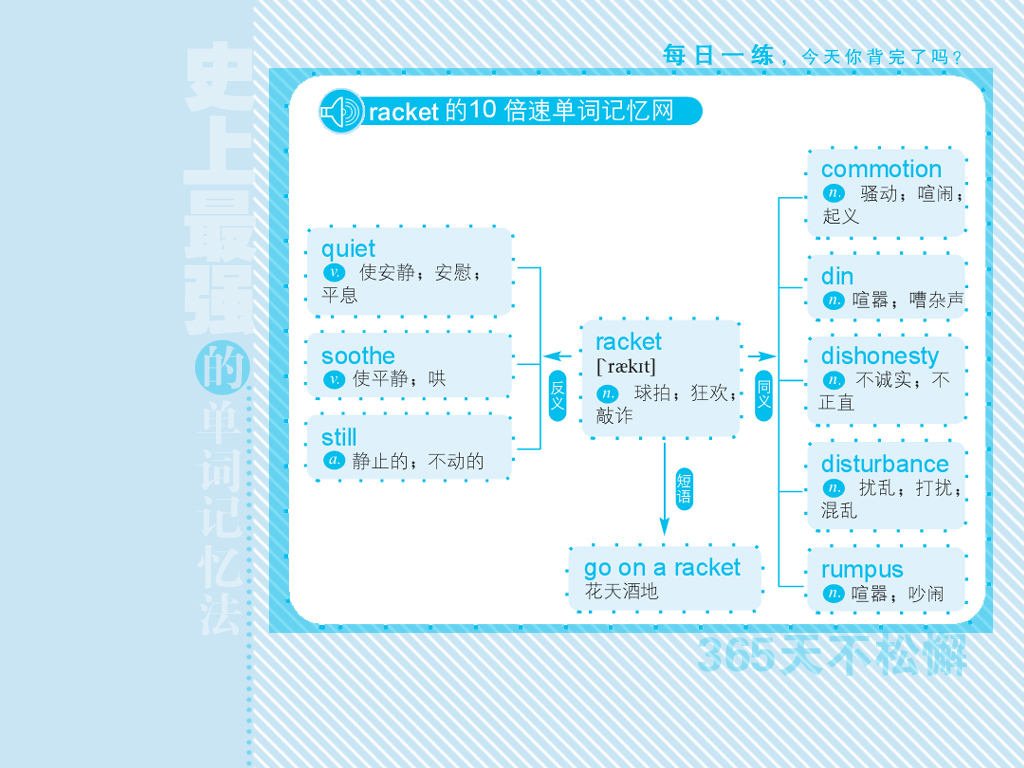 史上最强的单词记忆法
每日一练，今天你背完了吗？
racket 的10 倍速单词记忆网
quiet
v. 使安静；安慰；
平息
soothe
v. 使平静；哄
still
a. 静止的；不动的
反义
racket
[`rækɪt]
n. 球拍；狂欢；
敲诈
同义
短语
go on a racket
花天酒地
commotion
n. 骚动；喧闹；
起义
din
n. 喧嚣；嘈杂声
dishonesty
n. 不诚实；不
正直
disturbance
n. 扰乱；打扰；
混乱
rumpus
n. 喧嚣；吵闹
365天不松懈